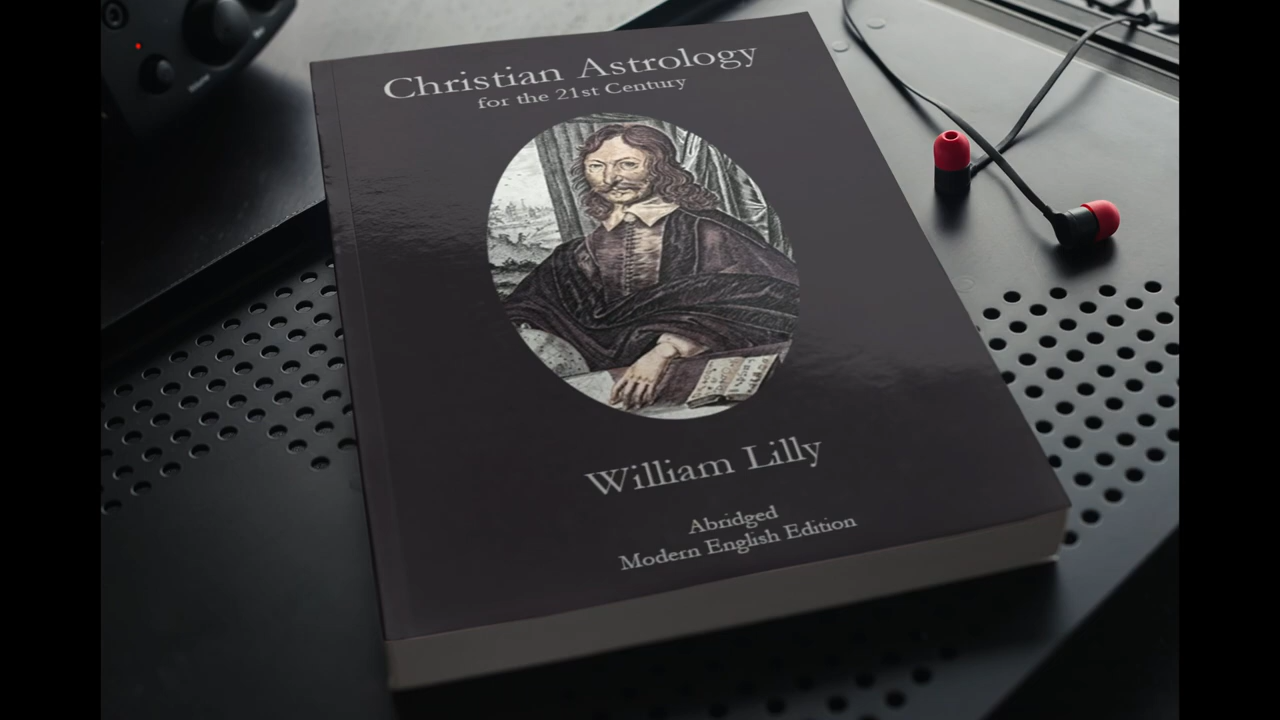 Christian Astrology
for the 21st Century
William Lilly
Abridged
Modern English Edition